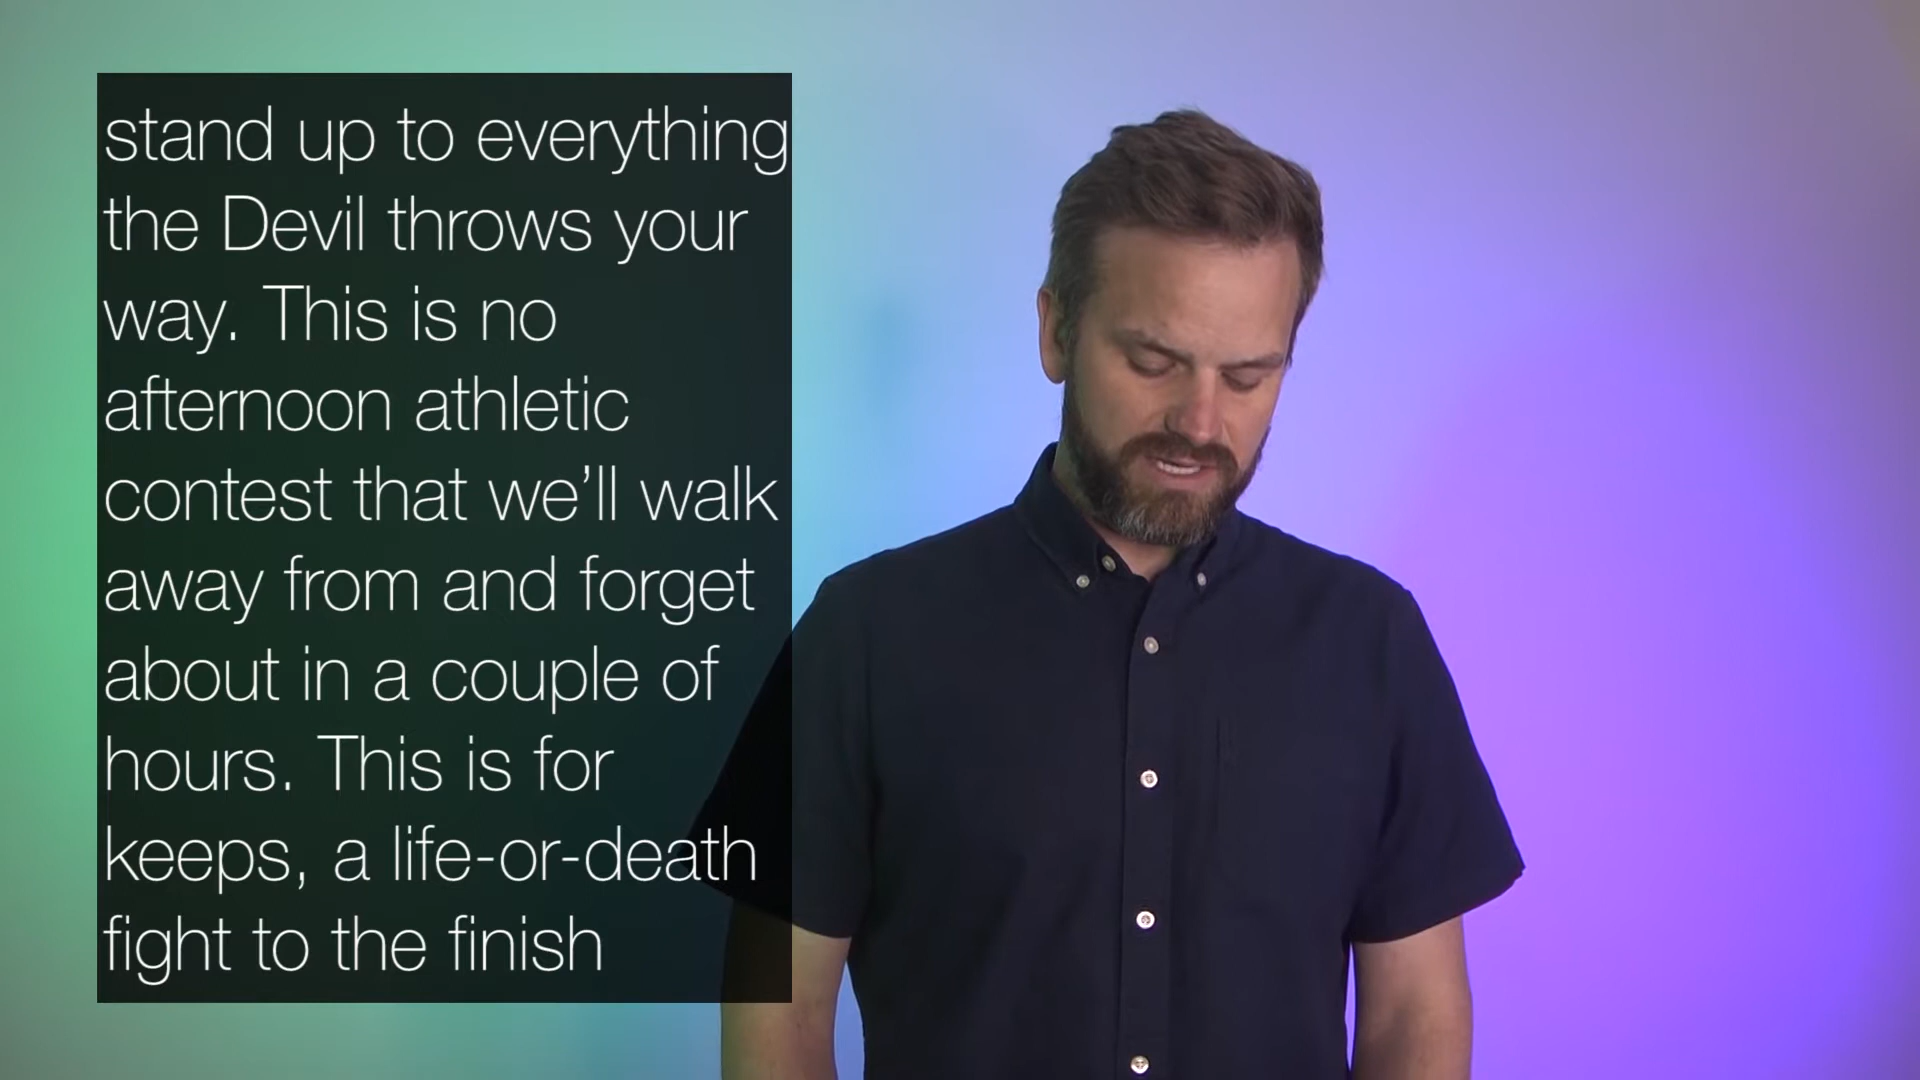 stand up to everything
the Devil throws your
way. This is no
afternoon athletic
contest that we’ll walk
away from and forget
about in a couple of
hours. This is for
keeps, a life-or-death
fight to the finish